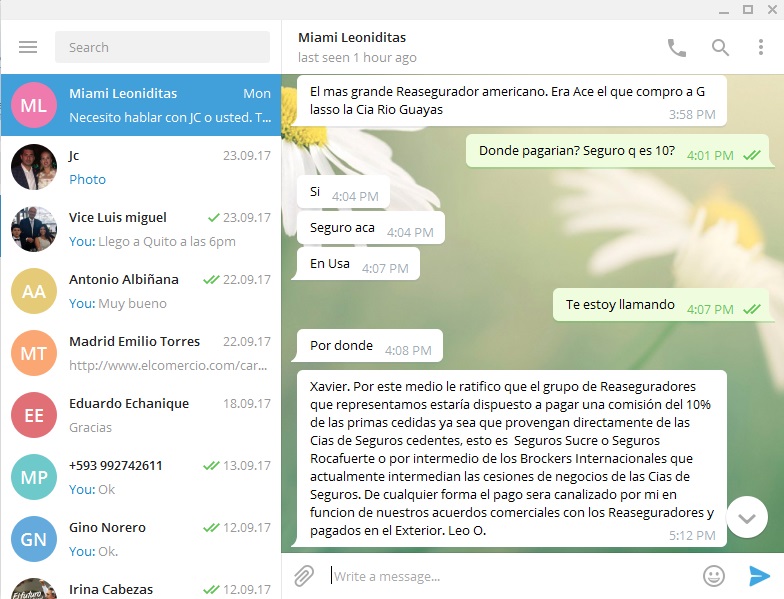 Search
ML
Miami Leoniditas
Mon
Necesito hablar con JC o usted. T...
Jc
23.09.17
Photo
Vice Luis miguel
23.09.17
You: Llego a Quito a las 6pm
AA
Antonio Albiñana
22.09.17
You: Muy bueno
MT
Madrid Emilio Torres
22.09.17
http://www.elcomercio.com/car...
EE
Eduardo Echanique
18.09.17
Gracias
MP
+593 992742611
13.09.17
You: Ok
GN
Gino Norero
12.09.17
You: Ok.
Irina Cabezas
12.09.17
Miami Leoniditas
last seen 1 hour ago
El mas grande Reasegurador americano. Era Ace el que compro a G
lasso la Cia Rio Guayas
3:58 PM
Donde pagarian? Seguro q es 10?
4:01 PM
Si
4:04 PM
Seguro aca
4:04 PM
En Usa
4:07 PM
Te estoy llamando
4:07 PM
Por donde
4:08 PM
Xavier. Por este medio le ratifico que el grupo de Reaseguradores
que representamos estaría dispuesto a pagar una comisión del 10%
de las primas cedidas ya sea que provengan directamente de las
Cias de Seguros cedentes, esto es Seguros Sucre o Seguros
Rocafuerte o por intermedio de los Brockers Internacionales que
actualmente intermedian las cesiones de negocios de las Cias de
Seguros. De cualquier forma el pago sera canalizado por mi en
funcion de nuestros acuerdos comerciales con los Reaseguradores y
pagados en el Exterior. Leo O.
5:12 PM
Write a message...